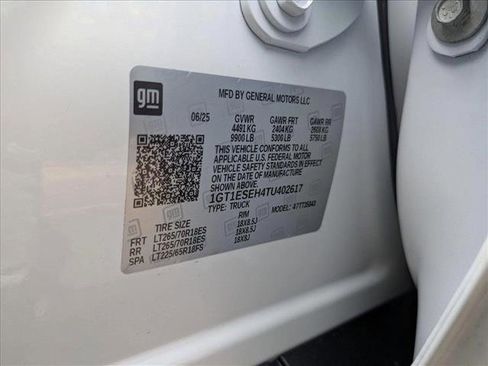 gm
MFD BY GENERAL MOTORS LLC
06/25 GVWR GAWR FRT GAWR RR
4491 KG 2404 KG 2608 KG
9900 LB 5300 LB 5750 LB
THIS VEHICLE CONFORMS TO ALL
APPLICABLE U.S. FEDERAL MOTOR
VEHICLE SAFETY STANDARDS IN
EFFECT ON THE DATE OF MANUFACTURE
SHOWN ABOVE.
1GT1ESEH4TU402617
TYPE: TRUCK MODEL:
TIRE SIZE RIM
FRT LT265/70R18ES 18X8.5J
RR LT265/70R18ES 18X8.5J
SPA LT225/65R18FS 18X8J